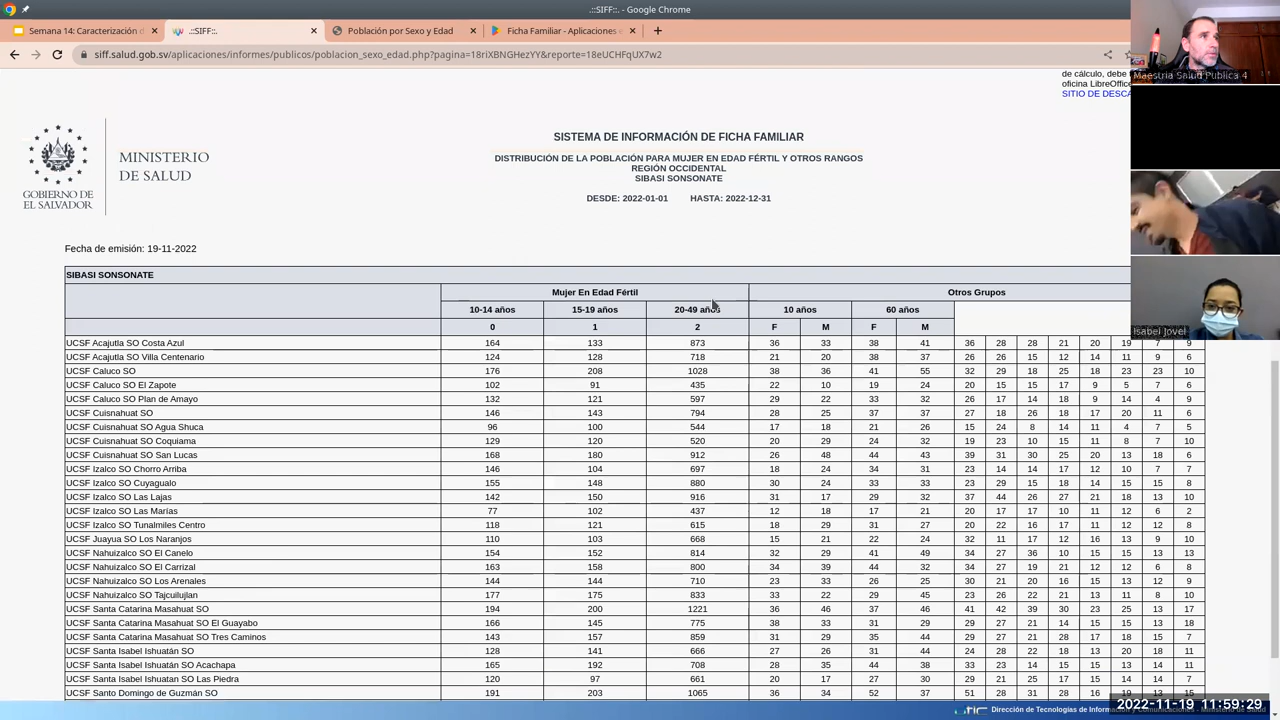 .::SIFF::. - Google Chrome
Semana 14: Caracterización d
.::SIFF::.
Población por Sexo y Edad
Ficha Familiar - Aplicaciones e
siff.salud.gob.sv/aplicaciones/informes/publicos/poblacion_sexo_edad.php?pagina=18riXBNGHezYY&reporte=18eUCHFqUX7w2
Maestria Salud Publica 4
de cálculo, debe
oficina LibreOffice
SITIO DE DESCA
GOBIERNO DE
EL SALVADOR
MINISTERIO
DE SALUD
SISTEMA DE INFORMACIÓN DE FICHA FAMILIAR
DISTRIBUCIÓN DE LA POBLACIÓN PARA MUJER EN EDAD FÉRTIL Y OTROS RANGOS
REGIÓN OCCIDENTAL
SIBASI SONSONATE
DESDE: 2022-01-01 HASTA: 2022-12-31
Fecha de emisión: 19-11-2022
SIBASI SONSONATE
Mujer En Edad Fértil Otros Grupos
10-14 años 15-19 años 20-49 años 10 años 60 años
0 1 2 F M F M
Isabel Jovel
UCSF Acajutla SO Costa Azul 164 133 873 36 33 38 41 36 28 28 21 20 19 7 9
UCSF Acajutla SO Villa Centenario 124 128 718 21 20 38 37 26 26 15 12 14 11 9 6
UCSF Caluco SO 176 208 1028 38 36 41 55 32 29 18 25 18 23 23 10
UCSF Caluco SO El Zapote 102 91 435 22 10 19 24 20 15 15 17 9 5 7 6
UCSF Caluco SO Plan de Amayo 132 121 597 29 22 33 32 26 17 14 18 9 14 4 9
UCSF Cuisnahuat SO 146 143 794 28 25 37 37 27 18 26 18 17 20 11 6
UCSF Cuisnahuat SO Agua Shuca 96 100 544 17 18 21 26 15 24 8 14 11 4 7 5
UCSF Cuisnahuat SO Coquiama 129 120 520 20 29 24 32 19 23 10 15 11 8 7 10
UCSF Cuisnahuat SO San Lucas 168 180 912 26 48 44 43 39 31 30 25 20 13 18 6
UCSF Izalco SO Chorro Arriba 146 104 697 18 24 34 31 23 14 14 17 12 10 7 7
UCSF Izalco SO Cuyagualo 155 148 880 30 24 33 33 23 29 15 18 14 15 15 8
UCSF Izalco SO Las Lajas 142 150 916 31 17 29 32 37 44 26 27 21 18 13 10
UCSF Izalco SO Las Marías 77 102 437 12 18 17 21 20 17 17 10 11 12 6 2
UCSF Izalco SO Tunalmiles Centro 118 121 615 18 29 31 27 20 22 16 17 11 12 12 8
UCSF Juayua SO Los Naranjos 110 103 668 15 21 22 24 32 11 17 12 16 13 9 10
UCSF Nahuizalco SO El Canelo 154 152 814 32 29 41 49 34 27 36 10 15 15 13 13
UCSF Nahuizalco SO El Carrizal 163 158 800 34 39 44 32 34 27 19 21 12 12 6 8
UCSF Nahuizalco SO Los Arenales 144 144 710 23 33 26 25 30 21 20 16 15 13 12 9
UCSF Nahuizalco SO Tajcuilujlan 177 175 833 33 22 29 45 23 26 22 21 13 11 8 10
UCSF Santa Catarina Masahuat SO 194 200 1221 36 46 37 46 41 42 39 30 23 25 13 17
UCSF Santa Catarina Masahuat SO El Guayabo 166 145 775 38 33 31 29 29 27 21 14 15 15 13 18
UCSF Santa Catarina Masahuat SO Tres Caminos 143 157 859 31 29 35 44 29 27 21 28 17 18 15 7
UCSF Santa Isabel Ishuatán SO 128 141 666 27 26 31 44 24 28 22 18 13 20 18 11
UCSF Santa Isabel Ishuatán SO Acachapa 165 192 708 28 35 44 38 33 23 14 15 15 13 14 11
UCSF Santa Isabel Ishuatan SO Las Piedra 120 97 661 20 17 27 30 29 21 25 17 15 14 14 7
UCSF Santo Domingo de Guzmán SO 191 203 1065 36 34 52 37 51 28 31 28 16 19 13 15
Dirección de Tecnologías de Información y Comunicaciones - Ministerio de Salud
2022-11-19 11:59:29